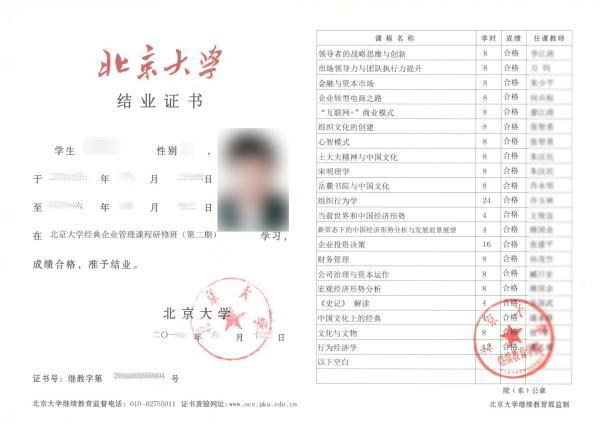 北京大学
结业证书
学生 性别 ,
于 年 月 日
至 年 月 日
在 北京大学经典企业管理课程研修班（第二期） 学习,
成绩合格，准予结业。
北京大学
二〇一 年 月 日
北京大学
证书号：继教字第 号
北京大学继续教育监督电话：010-62755911 证书查验网址：www.oce.pku.edu.cn
课程名称 学时 成绩 任课教师
领导者的战略思维与创新 8 合格
市场领导力与团队执行力提升 8 合格
金融与资本市场 8 合格
企业转型电商之路 8 合格
“互联网+”商业模式 8 合格
组织文化的创建 8 合格
心智模式 8 合格
士大夫精神与中国文化 8 合格
宋明理学 8 合格
岳麓书院与中国文化 8 合格
组织行为学 24 合格
当前世界和中国经济形势 4 合格
新常态下的中国经济形势分析与发展前景展望 4 合格
企业投资决策 16 合格
财务管理 8 合格
公司治理与资本运作 8 合格
宏观经济形势分析 8 合格
《史记》 解读 4 合格
中国文化上的经典 4 合格
文化与文物 8 合格
行为经济学 12 合格
以下空白
北京大学
继续教育
院（系）公章
北京大学继续教育部监制